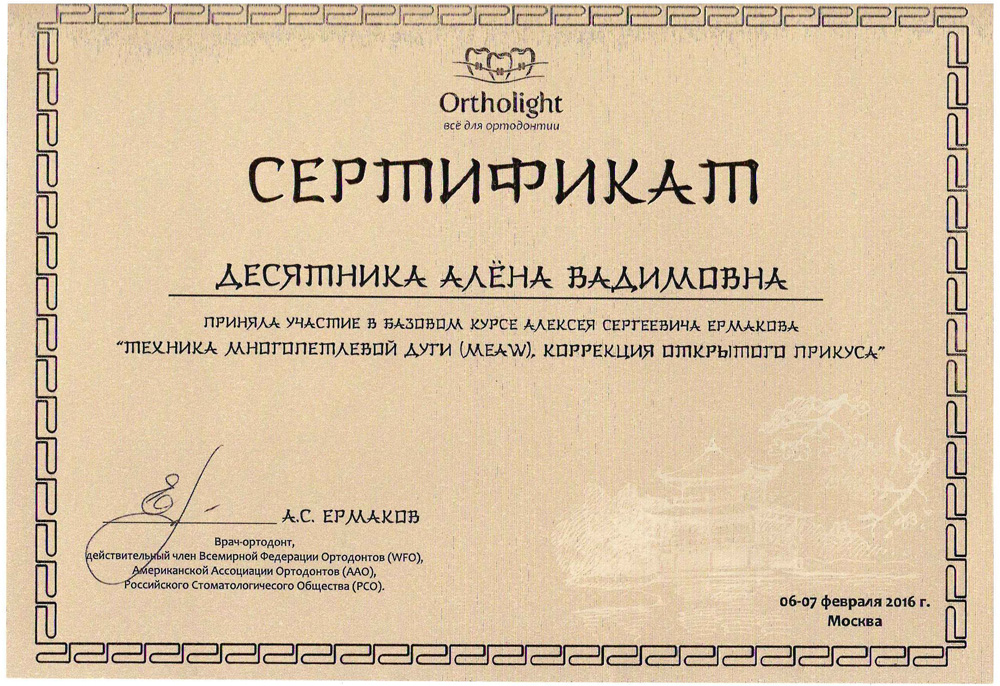 Ortholight
всё для ортодонтии
СЕРТИФИКАТ
ДЕСЯТНИКА АЛЁНА ВАДИМОВНА
ПРИНЯЛА УЧАСТИЕ В БАЗОВОМ КУРСЕ АЛЕКСЕЯ СЕРГЕЕВИЧА ЕРМАКОВА
“ТЕХНИКА МНОГОПЕТЛЕВОЙ ДУГИ (MEAW). КОРРЕКЦИЯ ОТКРЫТОГО ПРИКУСА”
А.С. ЕРМАКОВ
Врач-ортодонт,
действительный член Всемирной Федерации Ортодонтов (WFO),
Американской Ассоциации Ортодонтов (ААО),
Российского Стоматологичесого Общества (РСО).
06-07 февраля 2016 г.
Москва